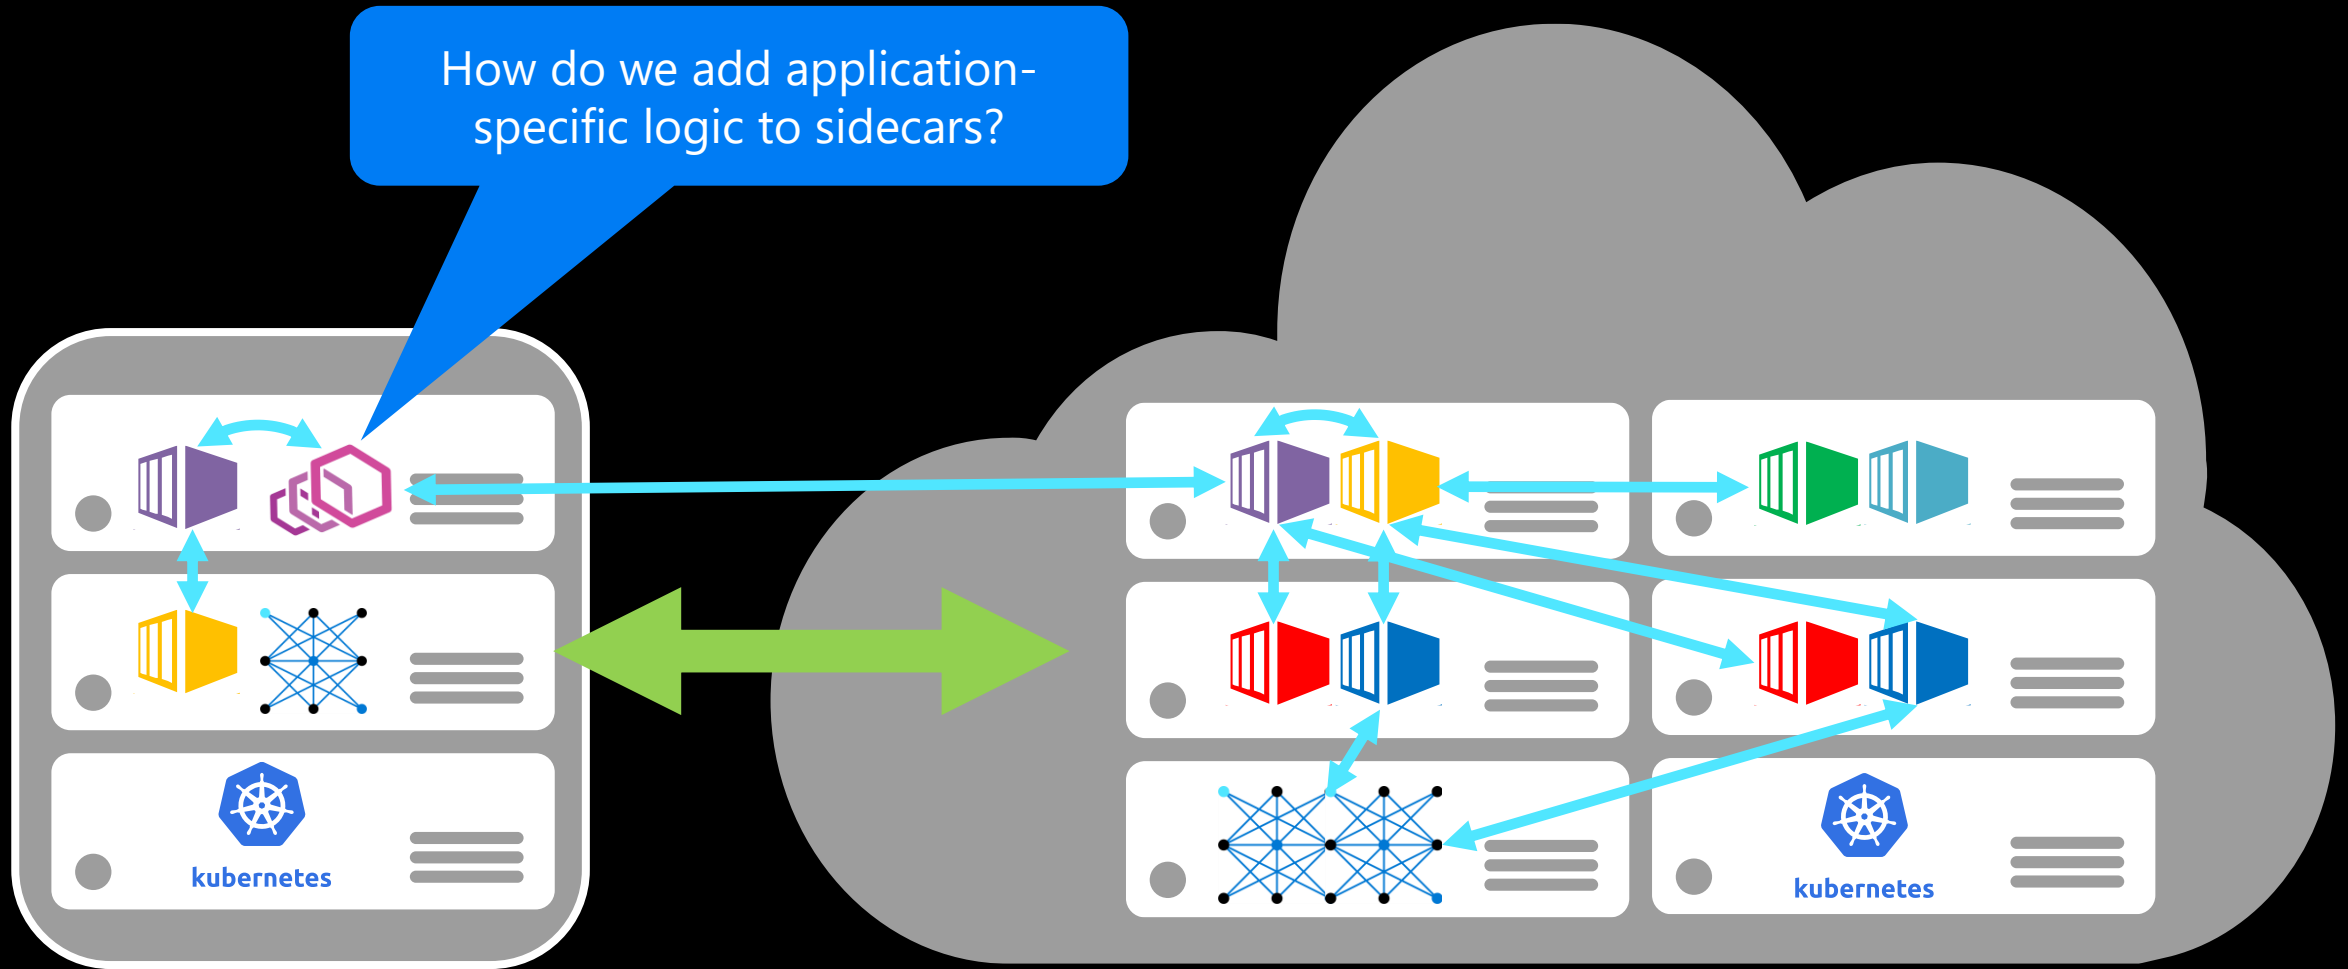 How do we add application-
specific logic to sidecars?
kubernetes
kubernetes